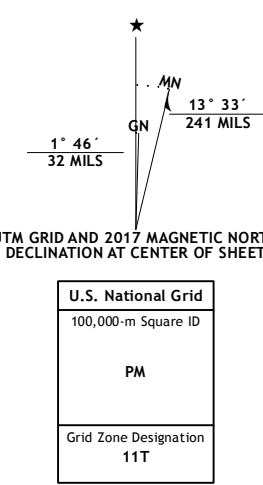 ★
MN
13° 33´
241 MILS
GN
1° 46´
32 MILS
UTM GRID AND 2017 MAGNETIC NORT
DECLINATION AT CENTER OF SHEET
U.S. National Grid
100,000-m Square ID
PM
Grid Zone Designation
11T